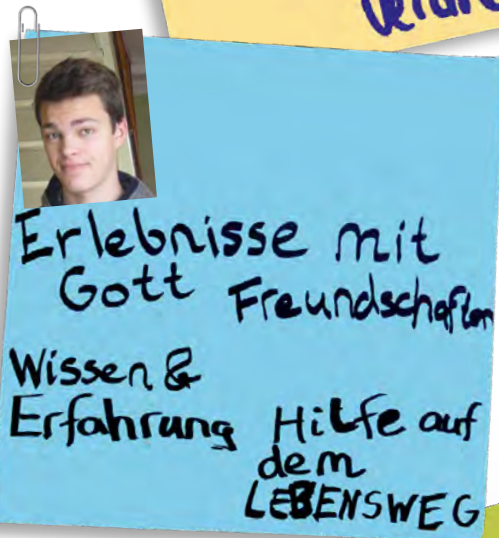 Erlebnisse mit
Gott Freundschaften
Wissen &
Erfahrung Hilfe auf
dem
LEBENSWEG